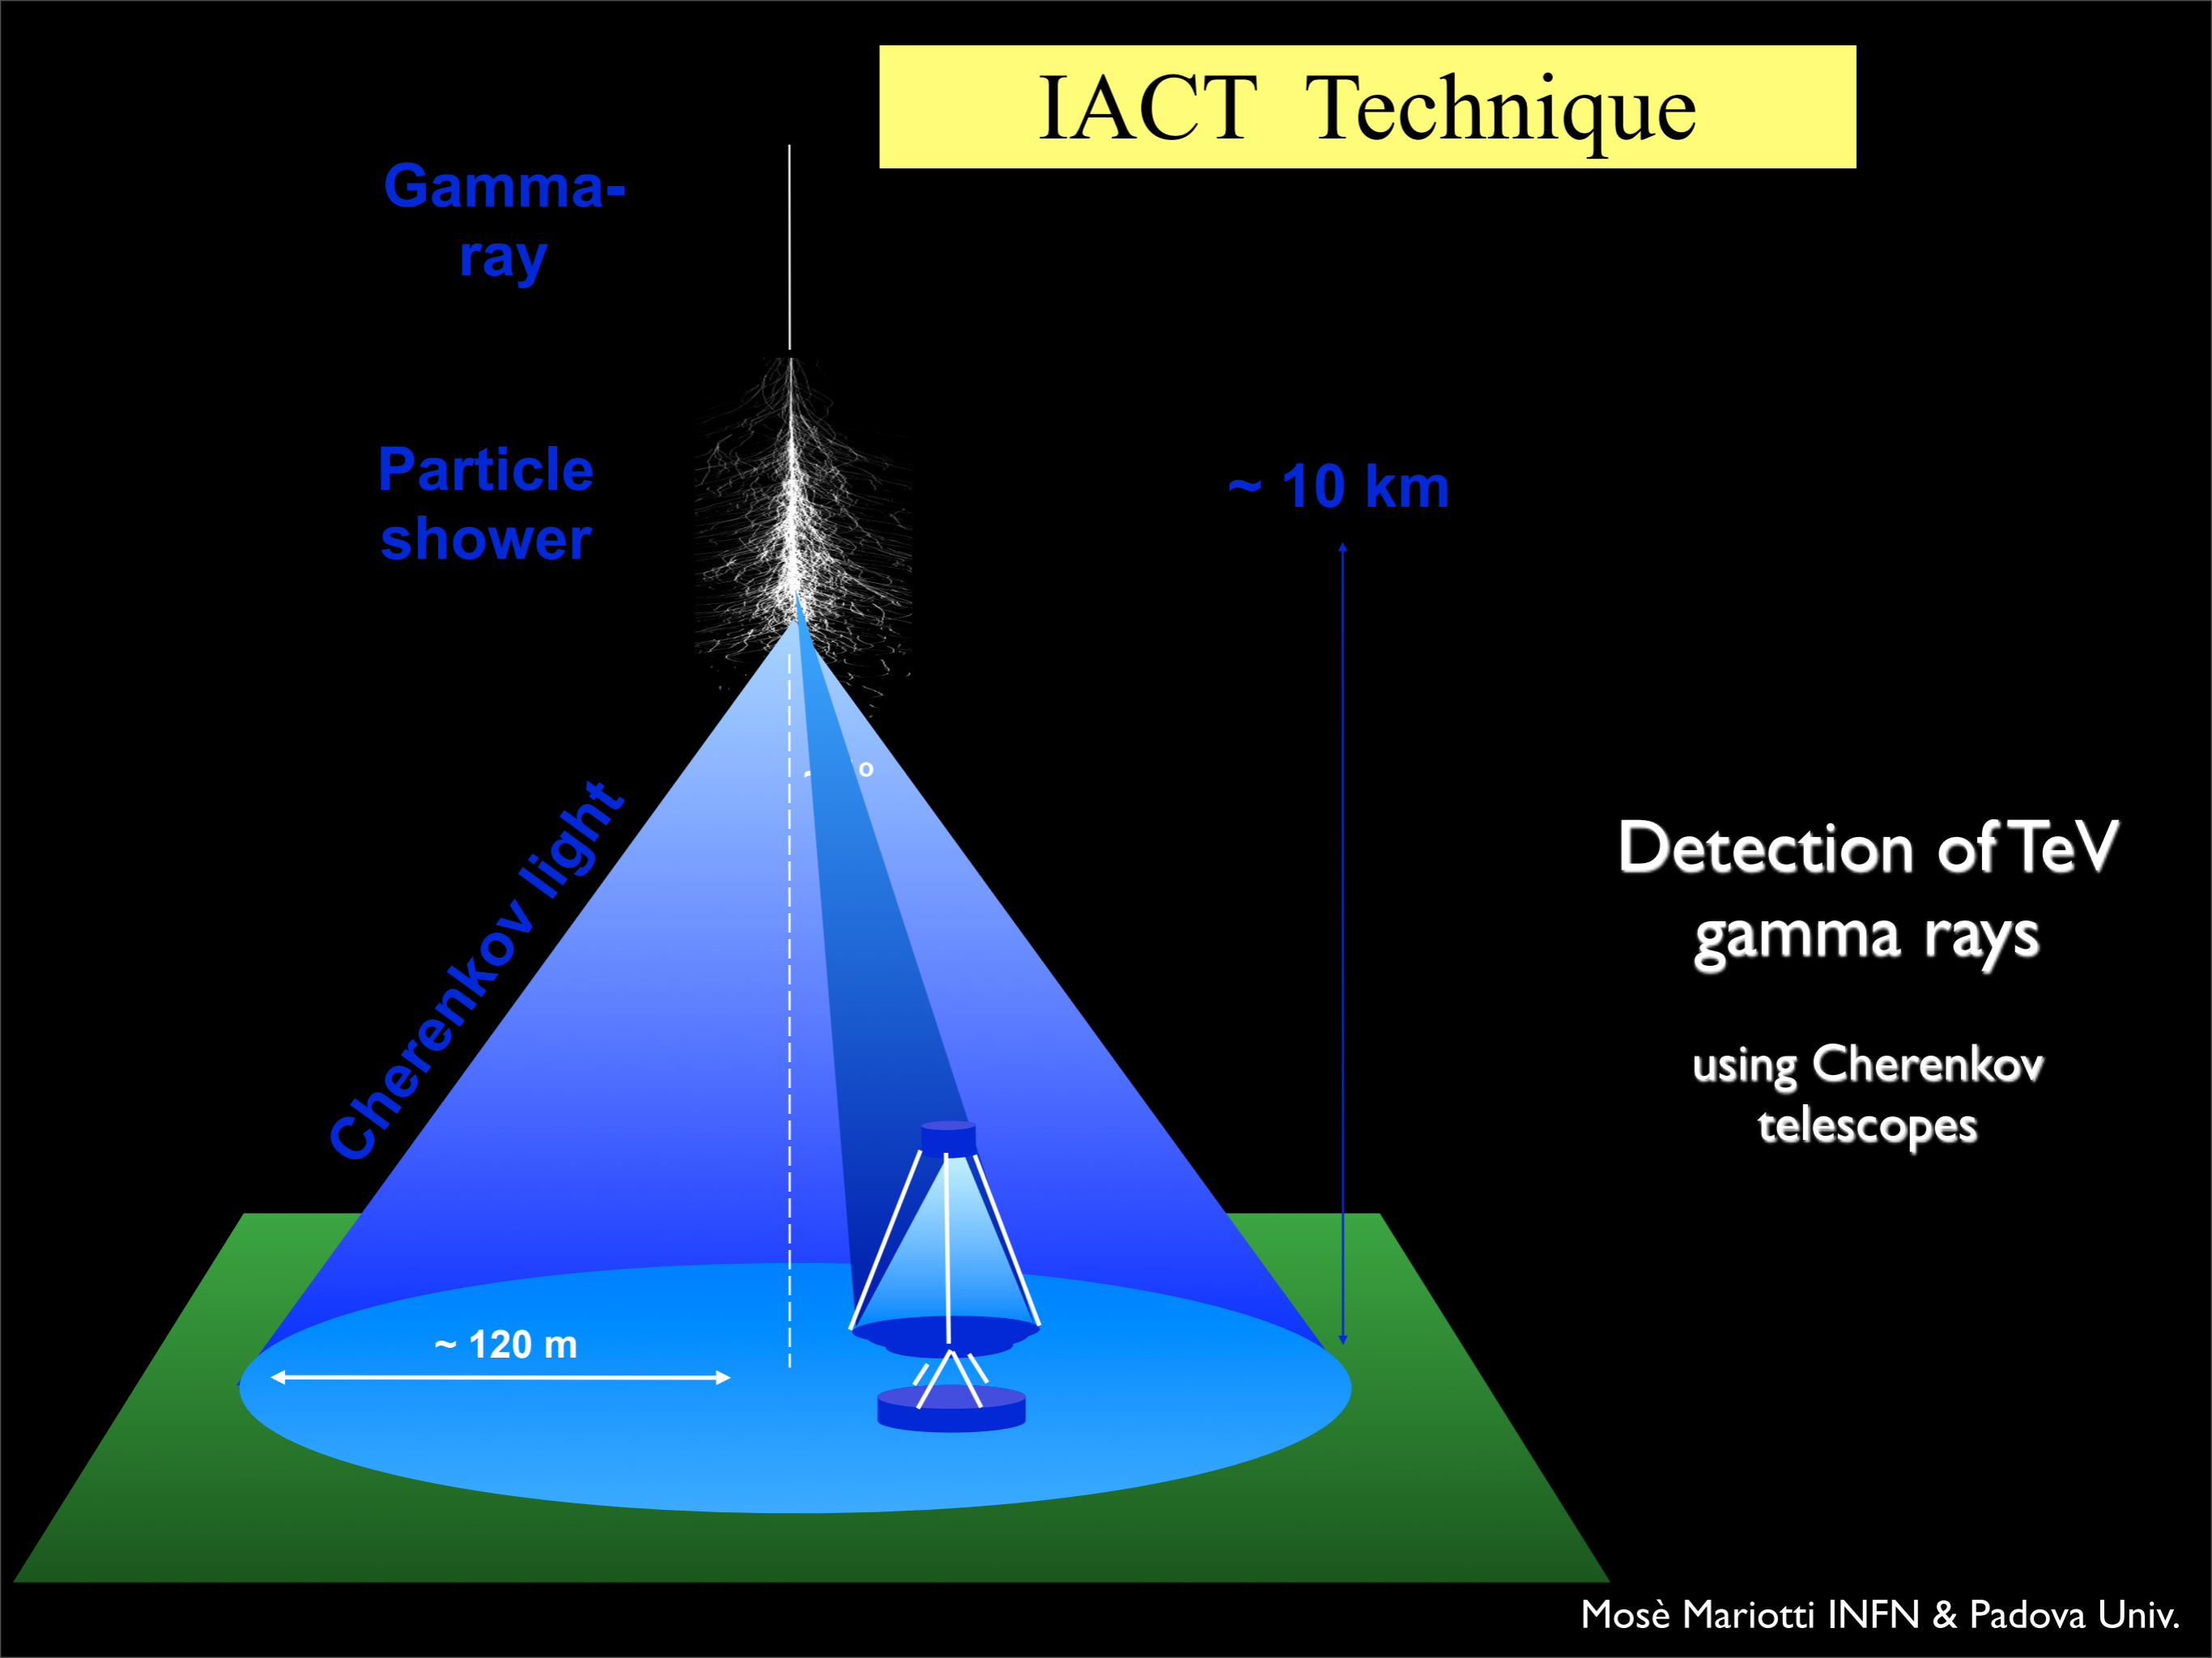 IACT Technique
Gamma-
ray
Particle
shower
~ 10 km
~ o
Cherenkov light
Detection of TeV
gamma rays
using Cherenkov
telescopes
~ 120 m
Mosè Mariotti INFN & Padova Univ.